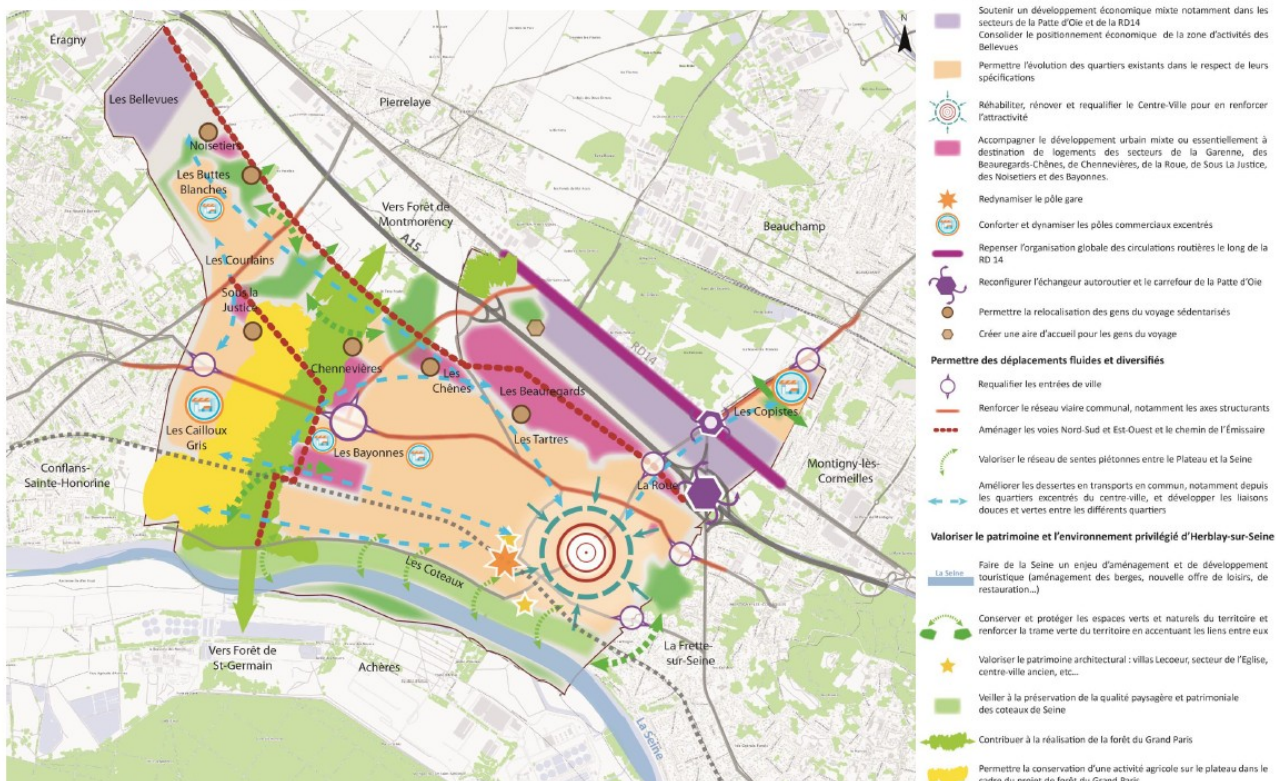 Éragny
Les Bellevues
Pierrelaye
Noisetiers
Les Buttes
Blanches
Vers Forêt de
Montmorency
A15
Beauchamp
Les Courlains
Sous la
Justice
RD14
Chennevières
Les
Chênes
Les Beauregards
Les Copistes
Les Cailloux
Gris
Les Tartres
Les Bayonnes
Conflans-
Sainte-Honorine
La Roue
Montigny-lès-
Cormeilles
Les Coteaux
La Frette-
sur-Seine
Vers Forêt de
St-Germain
Achères
La Seine
N
Soutenir un développement économique mixte notamment dans les
secteurs de la Patte d'Oie et de la RD14
Consolider le positionnement économique de la zone d'activités des
Bellevues
Permettre l'évolution des quartiers existants dans le respect de leurs
spécifications
Réhabiliter, rénover et requalifier le Centre-Ville pour en renforcer
l'attractivité
Accompagner le développement urbain mixte ou essentiellement à
destination de logements des secteurs de la Garenne, des
Beauregards-Chênes, de Chennevières, de la Roue, de Sous La Justice,
des Noisetiers et des Bayonnes.
Redynamiser le pôle gare
Conforter et dynamiser les pôles commerciaux excentrés
Repenser l'organisation globale des circulations routières le long de la
RD 14
Reconfigurer l'échangeur autoroutier et le carrefour de la Patte d'Oie
Permettre la relocalisation des gens du voyage sédentarisés
Créer une aire d'accueil pour les gens du voyage
Permettre des déplacements fluides et diversifiés
Requalifier les entrées de ville
Renforcer le réseau viaire communal, notamment les axes structurants
Aménager les voies Nord-Sud et Est-Ouest et le chemin de l'Émissaire
Valoriser le réseau de sentes piétonnes entre le Plateau et la Seine
Améliorer les dessertes en transports en commun, notamment depuis
les quartiers excentrés du centre-ville, et développer les liaisons
douces et vertes entre les différents quartiers
Valoriser le patrimoine et l'environnement privilégié d'Herblay-sur-Seine
La Seine
Faire de la Seine un enjeu d'aménagement et de développement
touristique (aménagement des berges, nouvelle offre de loisirs, de
restauration...)
Conserver et protéger les espaces verts et naturels du territoire et
renforcer la trame verte du territoire en accentuant les liens entre eux
Valoriser le patrimoine architectural : villas Lecoeur, secteur de l'Eglise,
centre-ville ancien, etc...
Veiller à la préservation de la qualité paysagère et patrimoniale
des coteaux de Seine
Contribuer à la réalisation de la forêt du Grand Paris
Permettre la conservation d'une activité agricole sur le plateau dans le
cadre du projet de forêt du Grand Paris